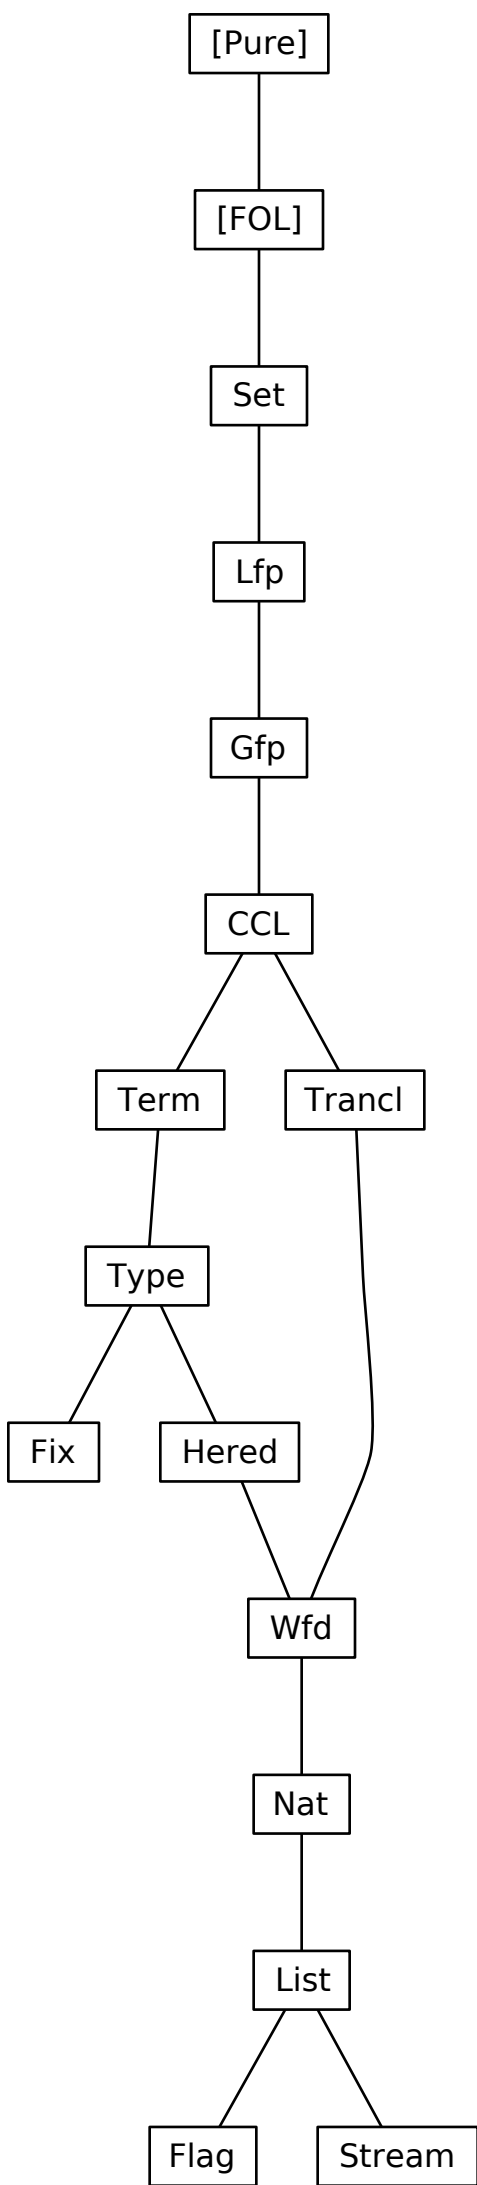 [Pure]
[FOL]
Set
Lfp
Gfp
CCL
Term
Trancl
Type
Fix
Hered
Wfd
Nat
List
Flag
Stream